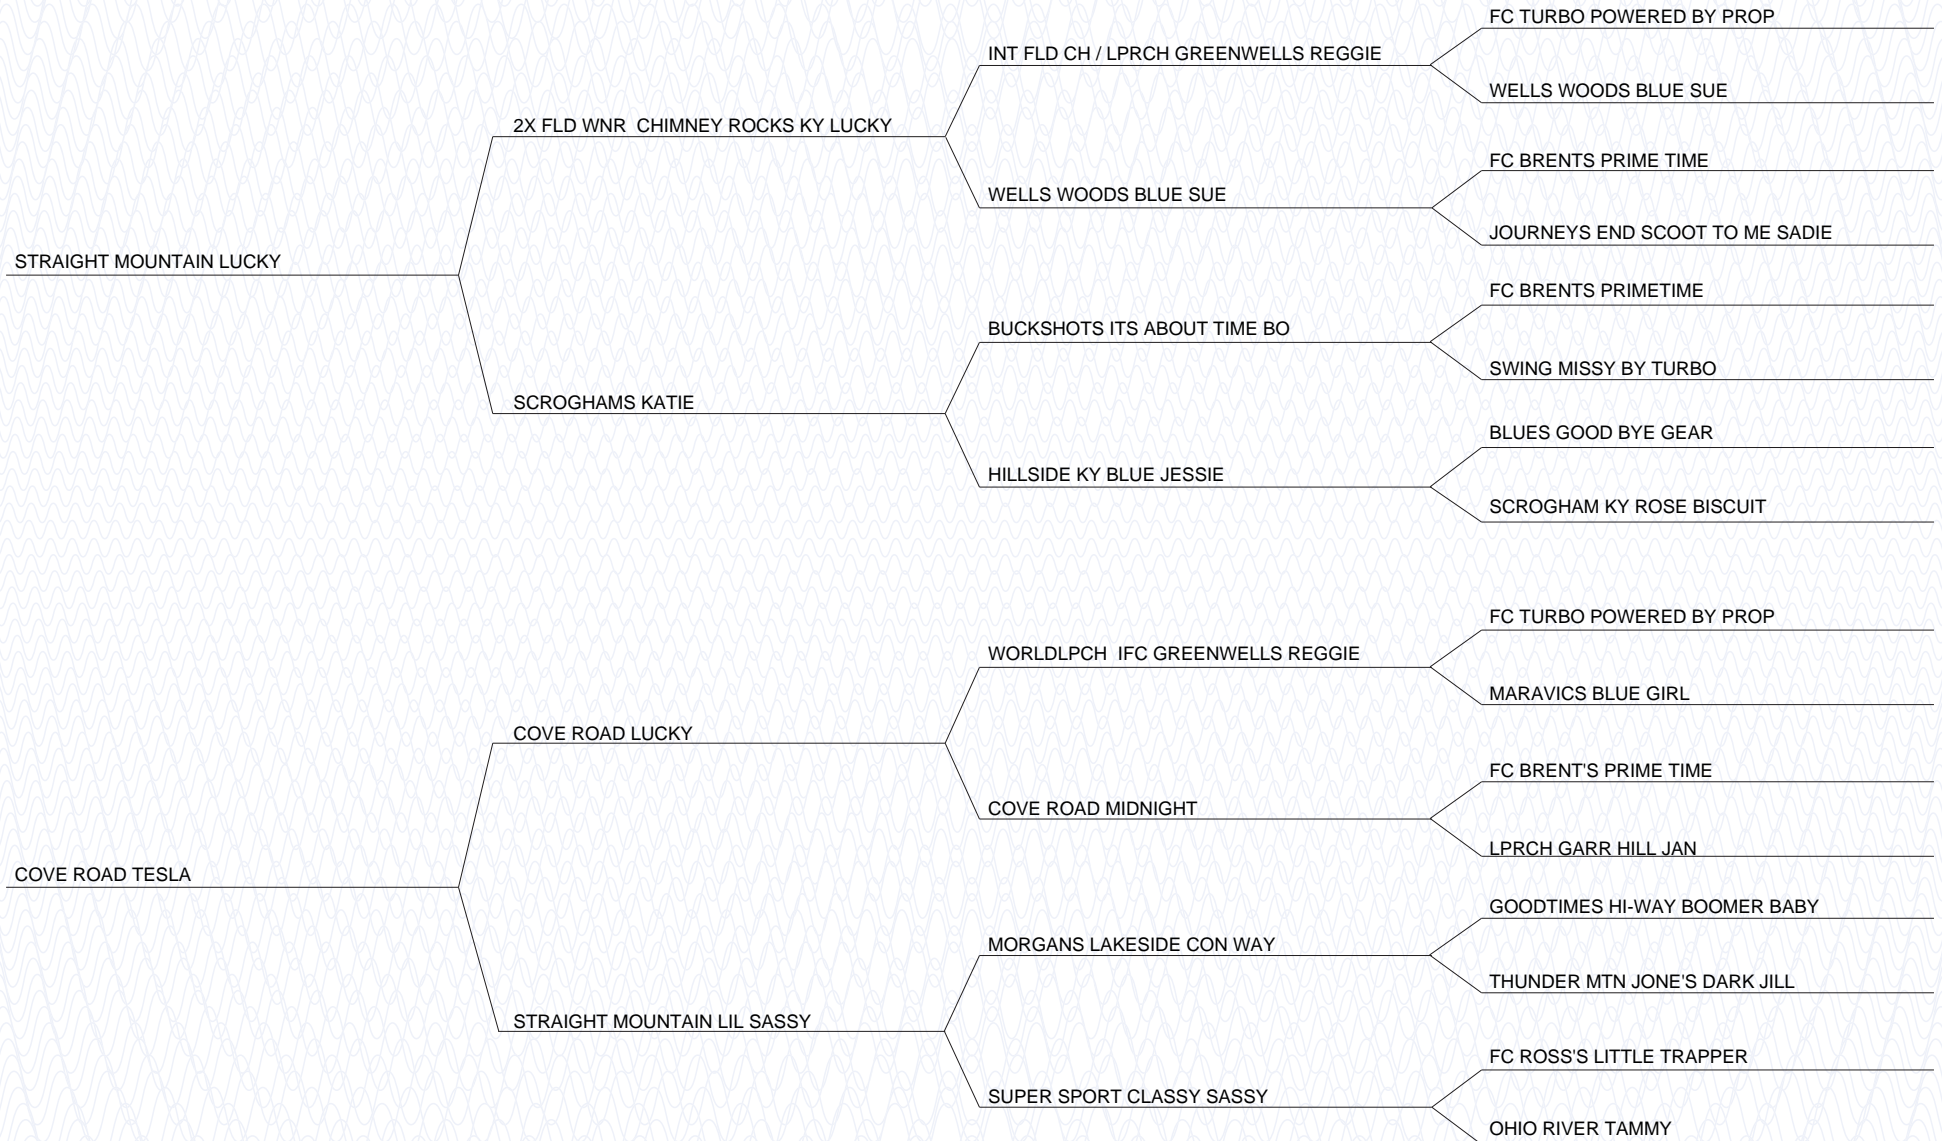 FC TURBO POWERED BY PROP
INT FLD CH / LPRCH GREENWELLS REGGIE
WELLS WOODS BLUE SUE
2X FLD WNR  CHIMNEY ROCKS KY LUCKY
FC BRENTS PRIME TIME
WELLS WOODS BLUE SUE
JOURNEYS END SCOOT TO ME SADIE
STRAIGHT MOUNTAIN LUCKY
FC BRENTS PRIMETIME
BUCKSHOTS ITS ABOUT TIME BO
SWING MISSY BY TURBO
SCROGHAMS KATIE
BLUES GOOD BYE GEAR
HILLSIDE KY BLUE JESSIE
SCROGHAM KY ROSE BISCUIT
FC TURBO POWERED BY PROP
WORLDLPCH  IFC GREENWELLS REGGIE
MARAVICS BLUE GIRL
COVE ROAD LUCKY
FC BRENT'S PRIME TIME
COVE ROAD MIDNIGHT
LPRCH GARR HILL JAN
COVE ROAD TESLA
GOODTIMES HI-WAY BOOMER BABY
MORGANS LAKESIDE CON WAY
THUNDER MTN JONE'S DARK JILL
STRAIGHT MOUNTAIN LIL SASSY
FC ROSS'S LITTLE TRAPPER
SUPER SPORT CLASSY SASSY
OHIO RIVER TAMMY